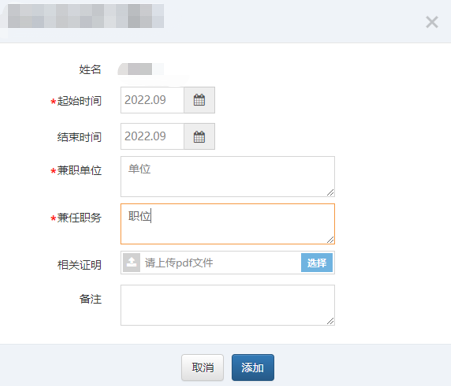 ×
姓名
*起始时间 2022.09
结束时间 2022.09
*兼职单位 单位
*兼任职务 职位
相关证明 请上传pdf文件 选择
备注
取消 添加